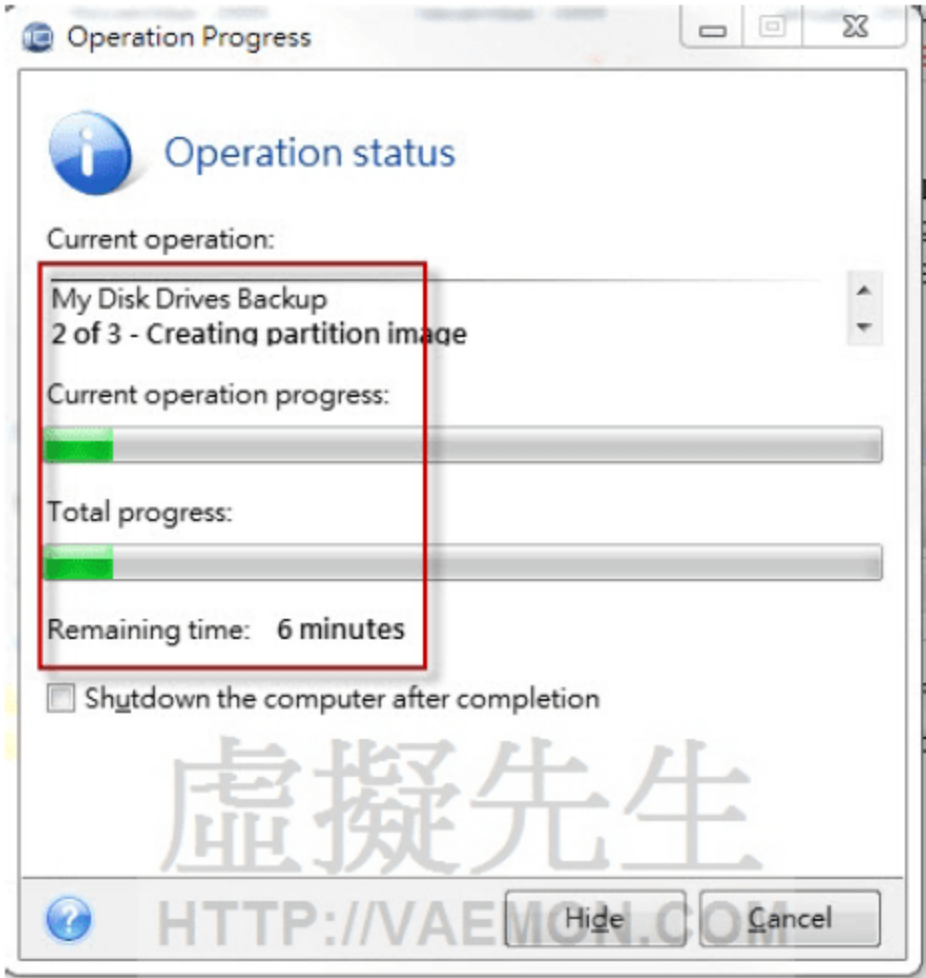 Operation Progress
Operation status
Current operation:
My Disk Drives Backup
2 of 3 - Creating partition image
Current operation progress:
Total progress:
Remaining time: 6 minutes
Shutdown the computer after completion
虛擬先生
HTTP://VAEMON.COM
Hide Cancel